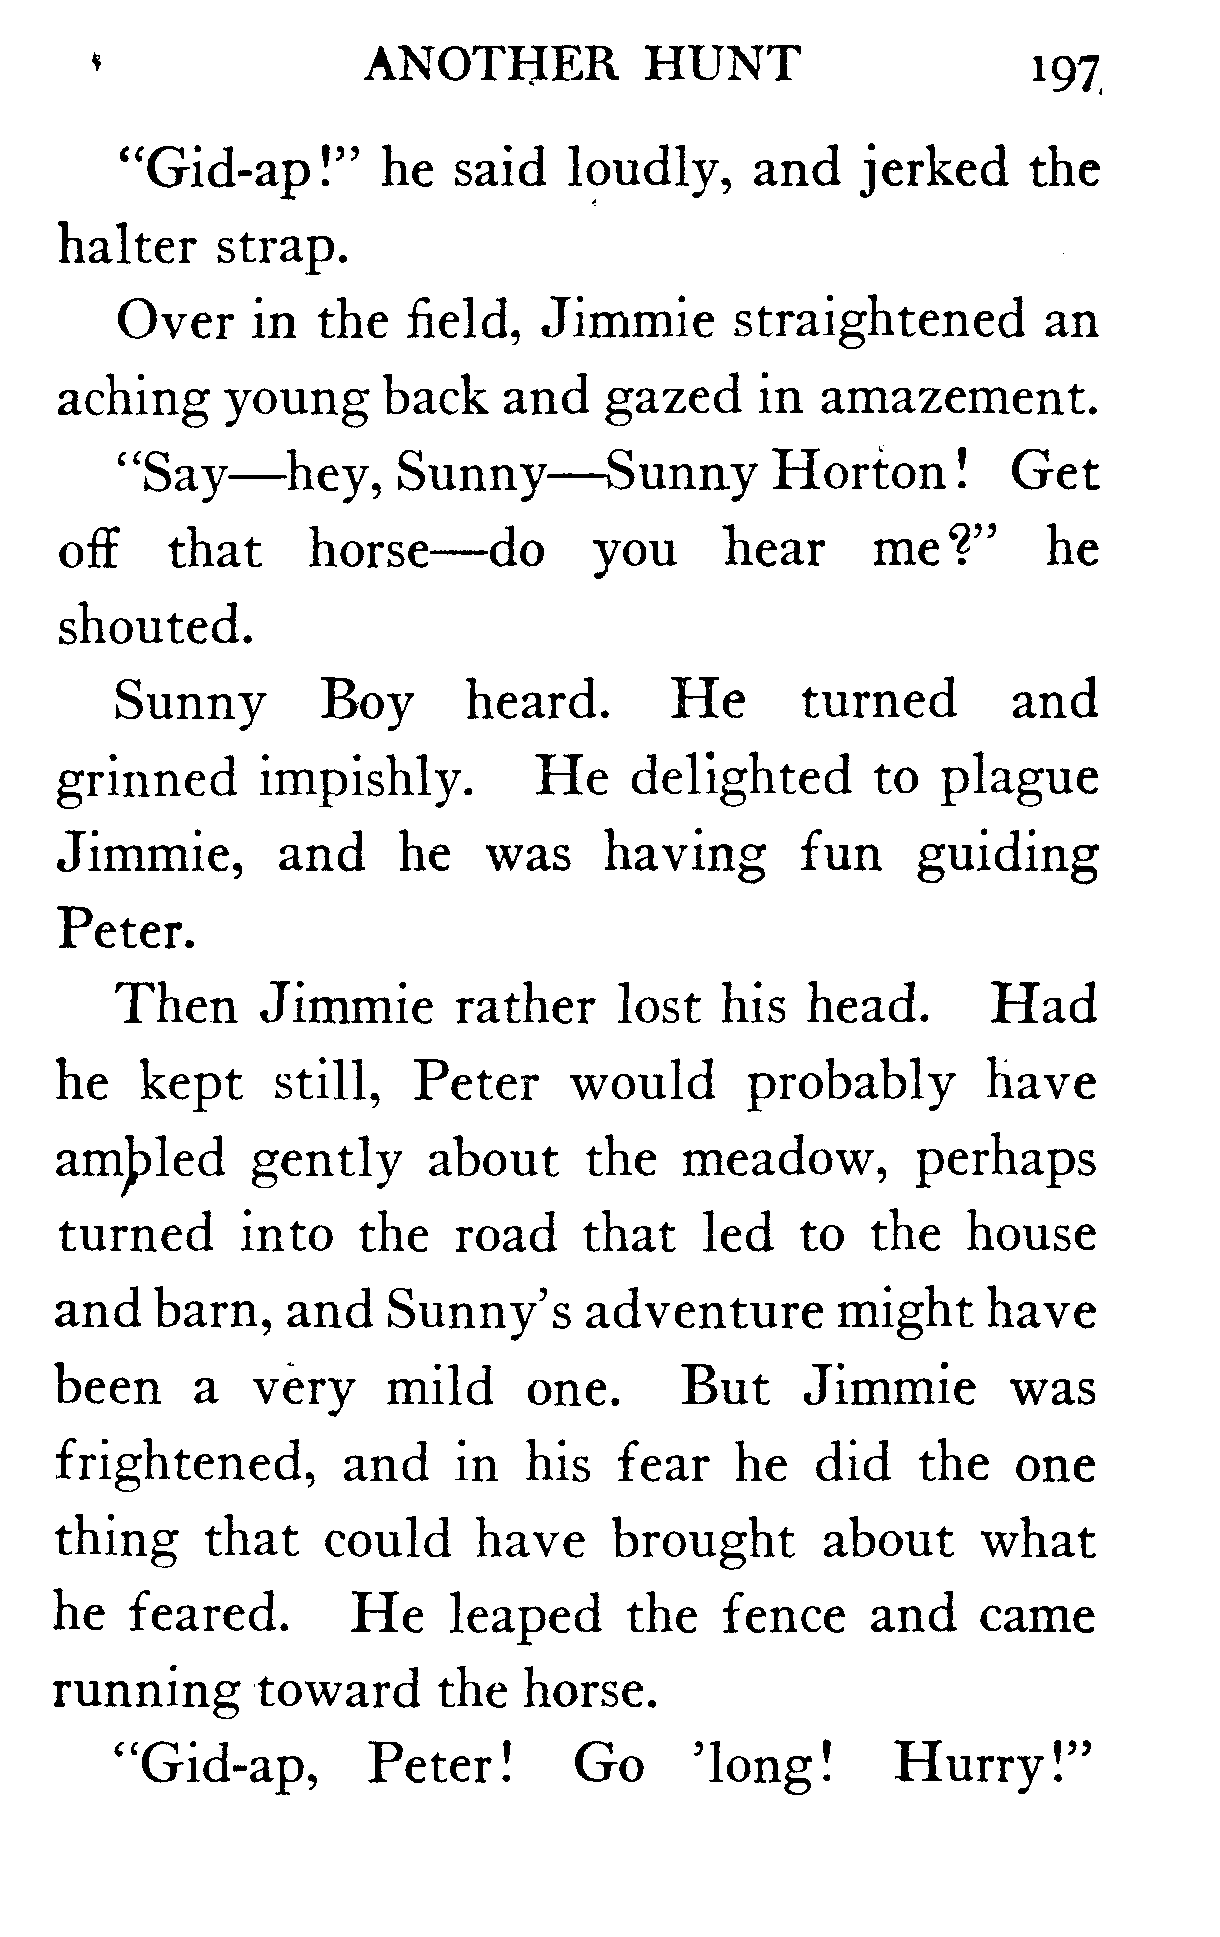 ANOTHER HUNT 197
"Gid-ap!" he said loudly, and jerked the
halter strap.
Over in the field, Jimmie straightened an
aching young back and gazed in amazement.
"Say—hey, Sunny—Sunny Horton! Get
off that horse—do you hear me?" he
shouted.
Sunny Boy heard. He turned and
grinned impishly. He delighted to plague
Jimmie, and he was having fun guiding
Peter.
Then Jimmie rather lost his head. Had
he kept still, Peter would probably have
ambled gently about the meadow, perhaps
turned into the road that led to the house
and barn, and Sunny's adventure might have
been a very mild one. But Jimmie was
frightened, and in his fear he did the one
thing that could have brought about what
he feared. He leaped the fence and came
running toward the horse.
"Gid-ap, Peter! Go 'long! Hurry!"